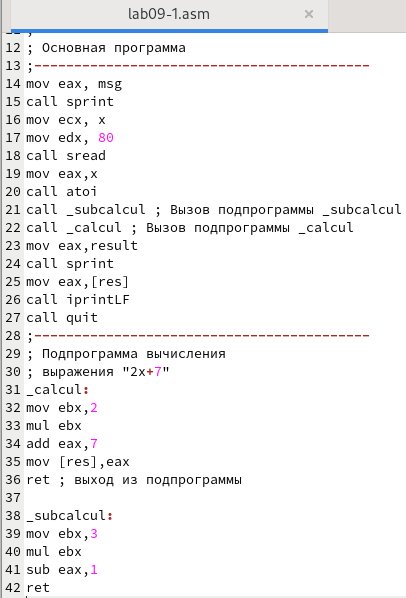 lab09-1.asm ×
12 ; Основная программа
13 ;------------------------------------------
14 mov eax, msg
15 call sprint
16 mov ecx, x
17 mov edx, 80
18 call sread
19 mov eax,x
20 call atoi
21 call _subcalcul ; Вызов подпрограммы _subcalcul
22 call _calcul ; Вызов подпрограммы _calcul
23 mov eax,result
24 call sprint
25 mov eax,[res]
26 call iprintLF
27 call quit
28 ;------------------------------------------
29 ; Подпрограмма вычисления
30 ; выражения "2x+7"
31 _calcul:
32 mov ebx,2
33 mul ebx
34 add eax,7
35 mov [res],eax
36 ret ; выход из подпрограммы
37
38 _subcalcul:
39 mov ebx,3
40 mul ebx
41 sub eax,1
42 ret